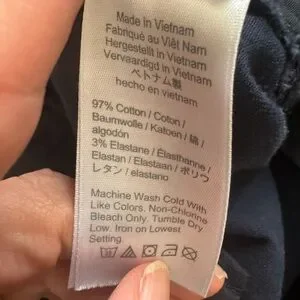 Made in Vietnam
Fabriqué au Viêt Nam
Hergestellt in Vietnam
Vervaardigd in Vietnam
ベトナム製
hecho en vietnam
97% Cotton / Coton /
Baumwolle / Katoen / 綿 /
algodón
3% Elastane / Élasthanne /
Elastan / Elastaan / ポリウ
レタン / elastano
Machine Wash Cold With
Like Colors. Non-Chlorine
Bleach Only. Tumble Dry
Low. Iron on Lowest
Setting.